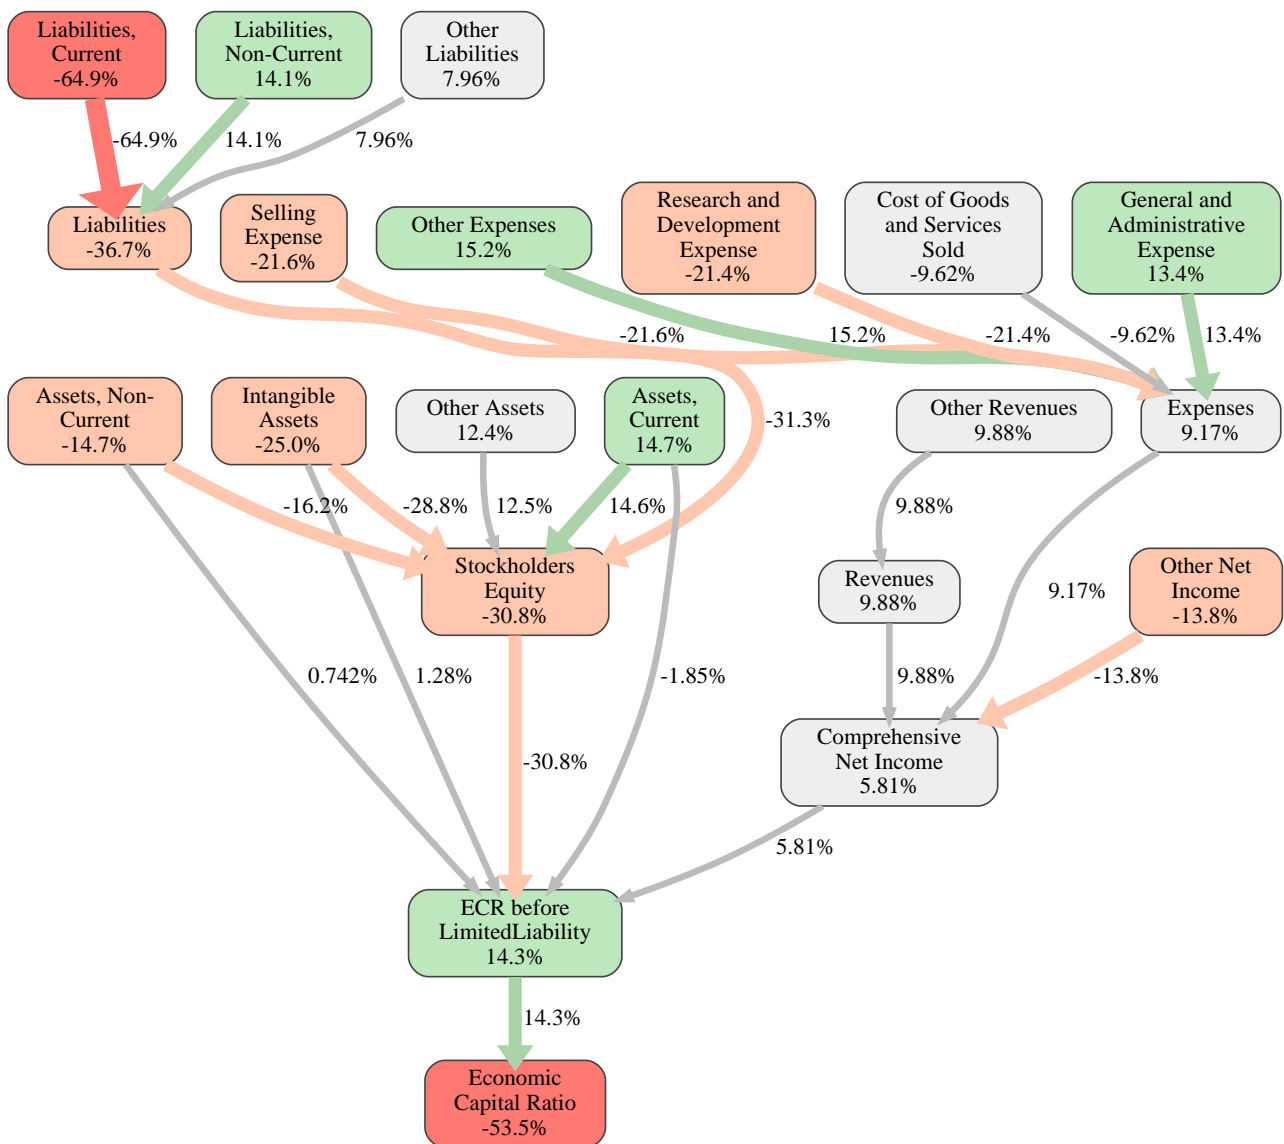 Liabilities,
Current
-64.9%
Liabilities,
Non-Current
14.1%
Other
Liabilities
7.96%
-64.9%
14.1%
7.96%
Liabilities
-36.7%
Selling
Expense
-21.6%
Other Expenses
15.2%
Research and
Development
Expense
-21.4%
Cost of Goods
and Services
Sold
-9.62%
General and
Administrative
Expense
13.4%
-21.6%
15.2%
-21.4%
-9.62%
13.4%
Assets, Non-
Current
-14.7%
Intangible
Assets
-25.0%
Other Assets
12.4%
Assets,
Current
14.7%
-31.3%
Other Revenues
9.88%
Expenses
9.17%
-16.2%
-28.8%
12.5%
14.6%
9.88%
Stockholders
Equity
-30.8%
Revenues
9.88%
9.17%
Other Net
Income
-13.8%
0.742%
1.28%
-1.85%
9.88%
-13.8%
-30.8%
Comprehensive
Net Income
5.81%
5.81%
ECR before
LimitedLiability
14.3%
14.3%
Economic
Capital Ratio
-53.5%